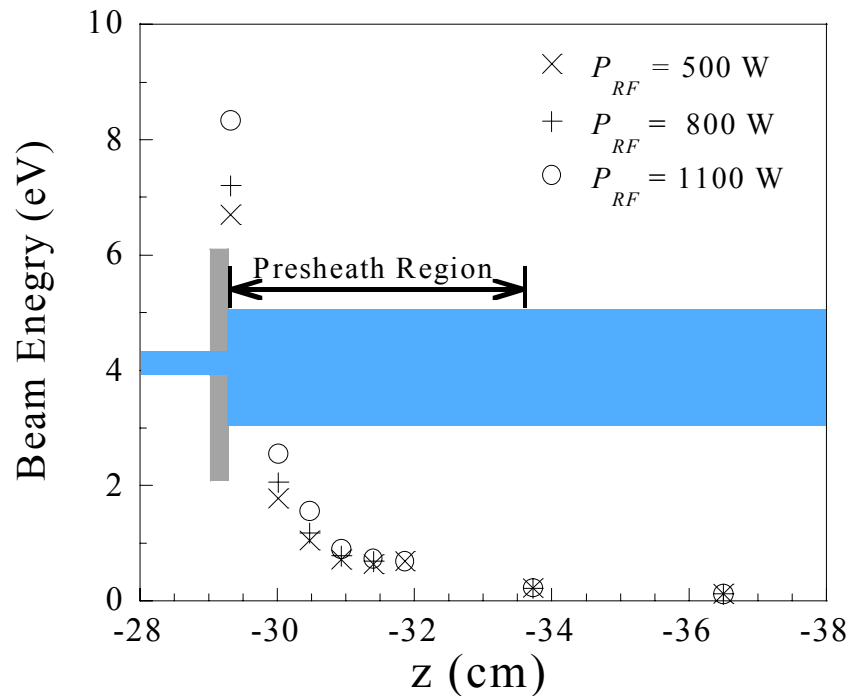 10
8
6
4
2
0
Beam Enegry (eV)
P_RF = 500 W
P_RF = 800 W
P_RF = 1100 W
Presheath Region
-28 -30 -32 -34 -36 -38
z (cm)